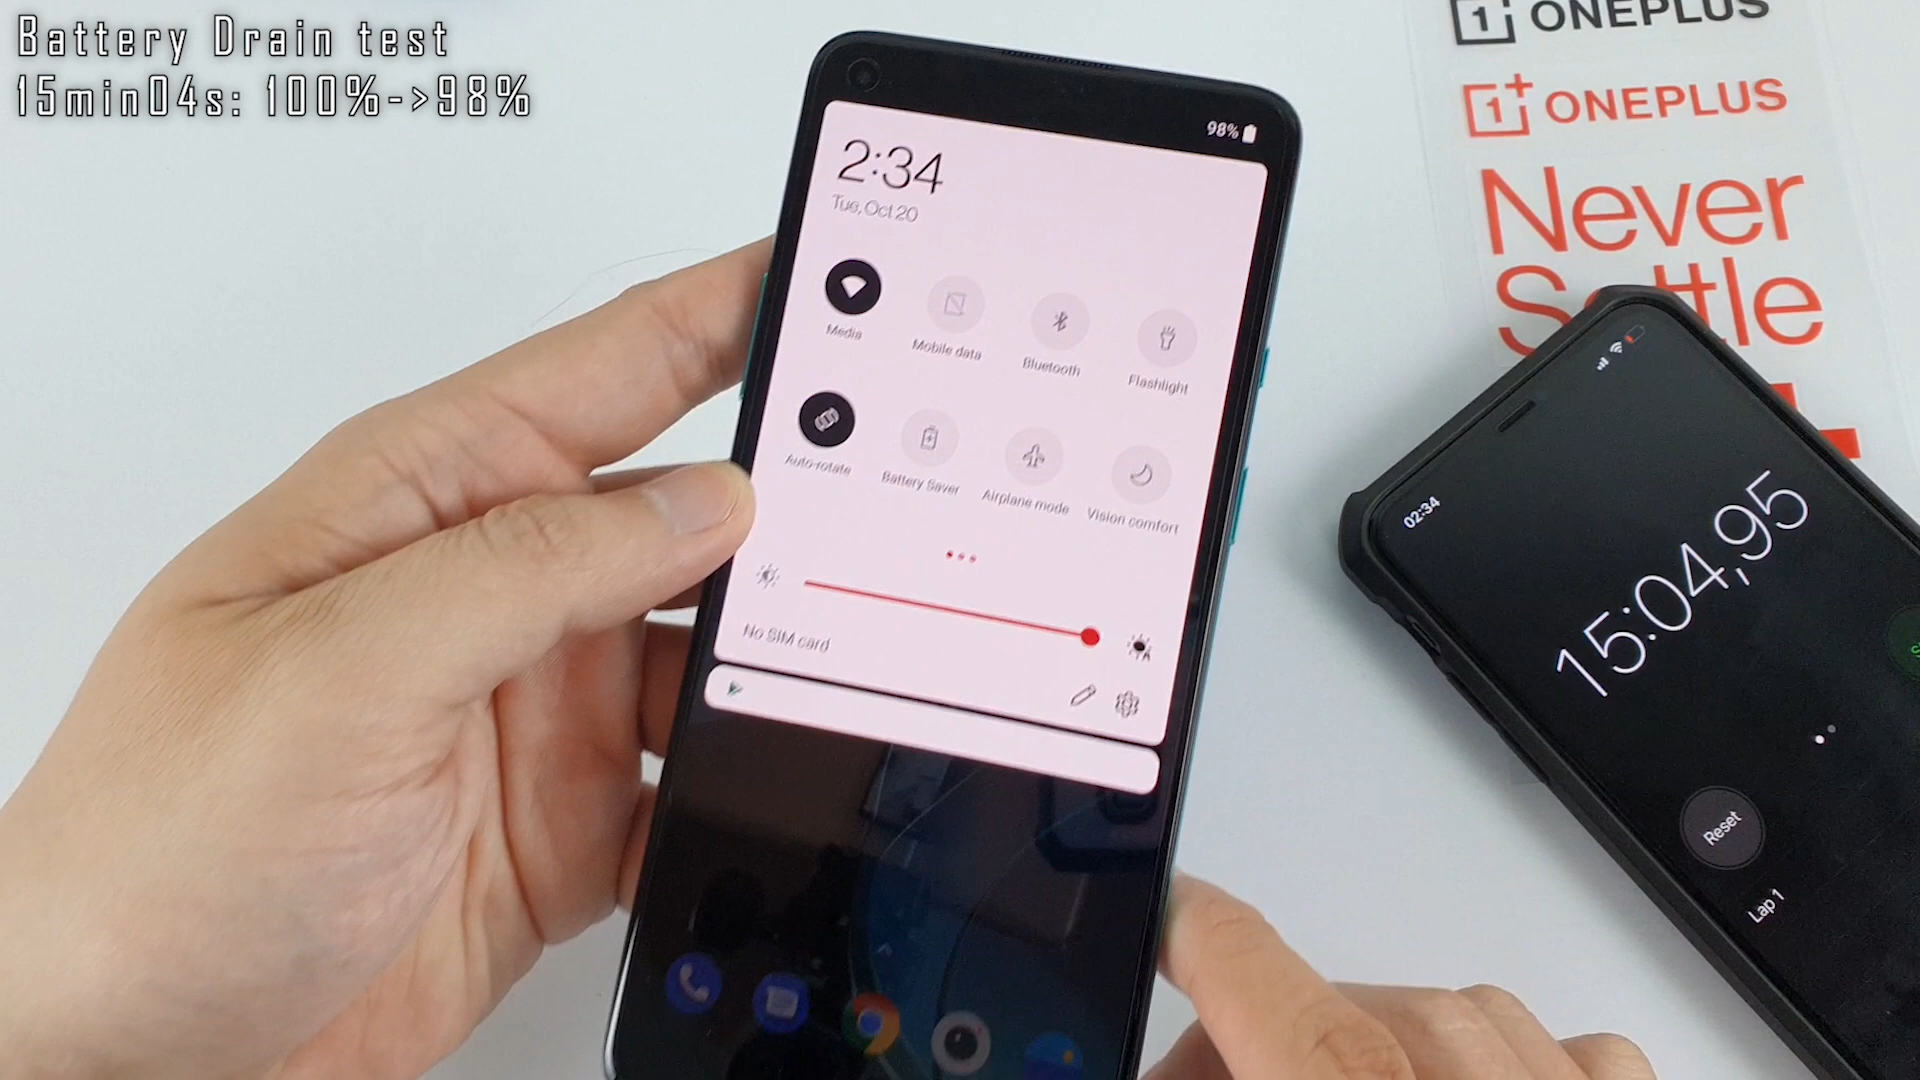 Battery Drain test
15min04s: 100%->98%
ONEPLUS
ONEPLUS
Never
Settle
98%
2:34
Tue, Oct 20
Media
Mobile data
Bluetooth
Flashlight
Auto-rotate
Battery Saver
Airplane mode
Vision comfort
No SIM card
02:34
15:04,95
Reset
Lap 1